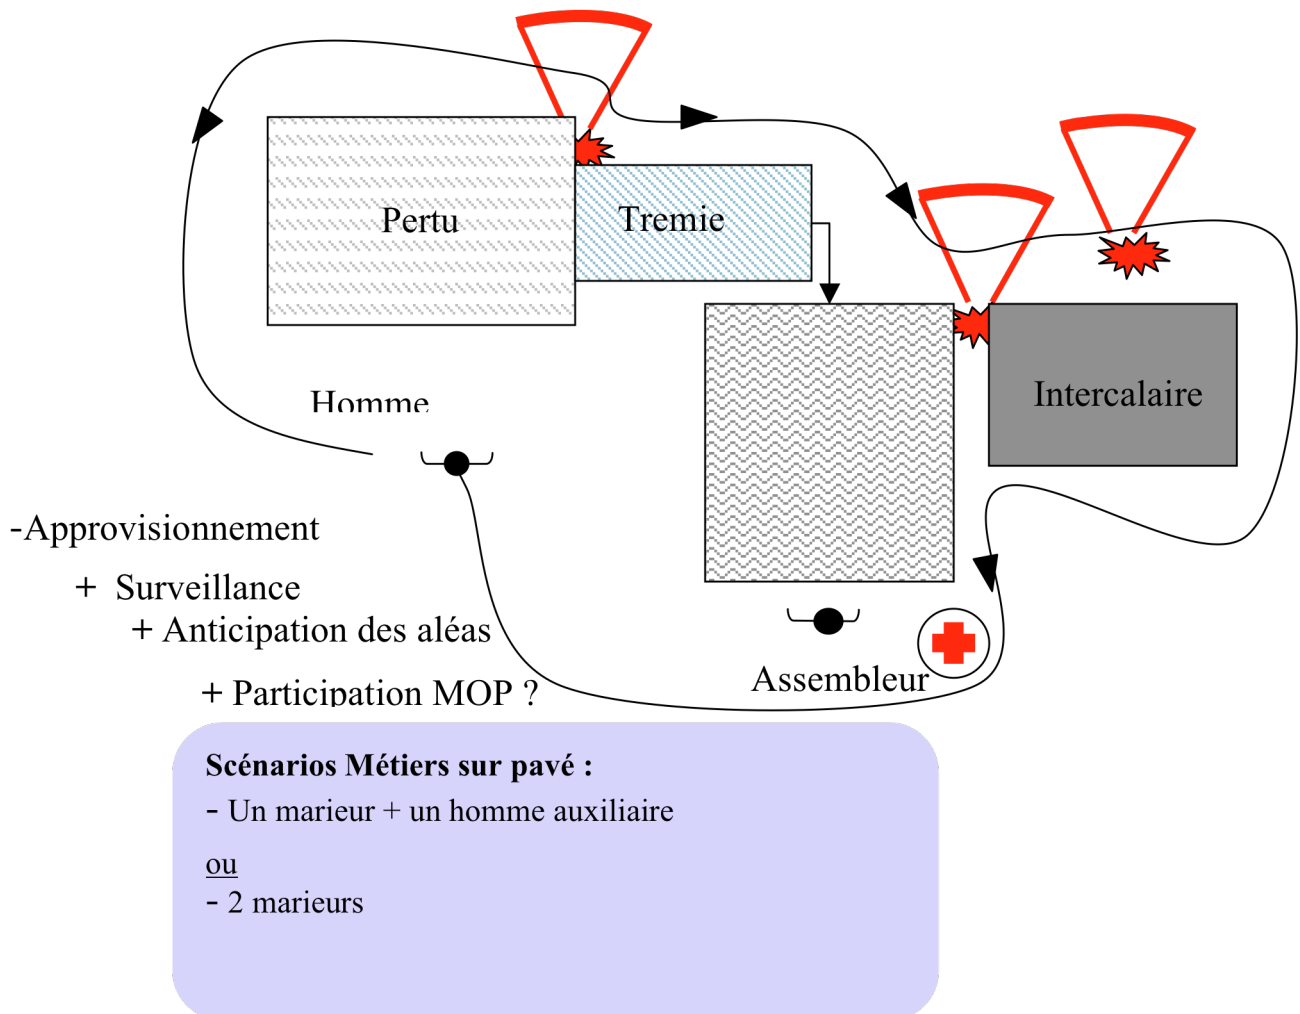 Pertu
Tremie
Intercalaire
Homme
-Approvisionnement
+ Surveillance
+ Anticipation des aléas
+ Participation MOP ?
Assembleur
Scénarios Métiers sur pavé :
- Un marieur + un homme auxiliaire
ou
- 2 marieurs